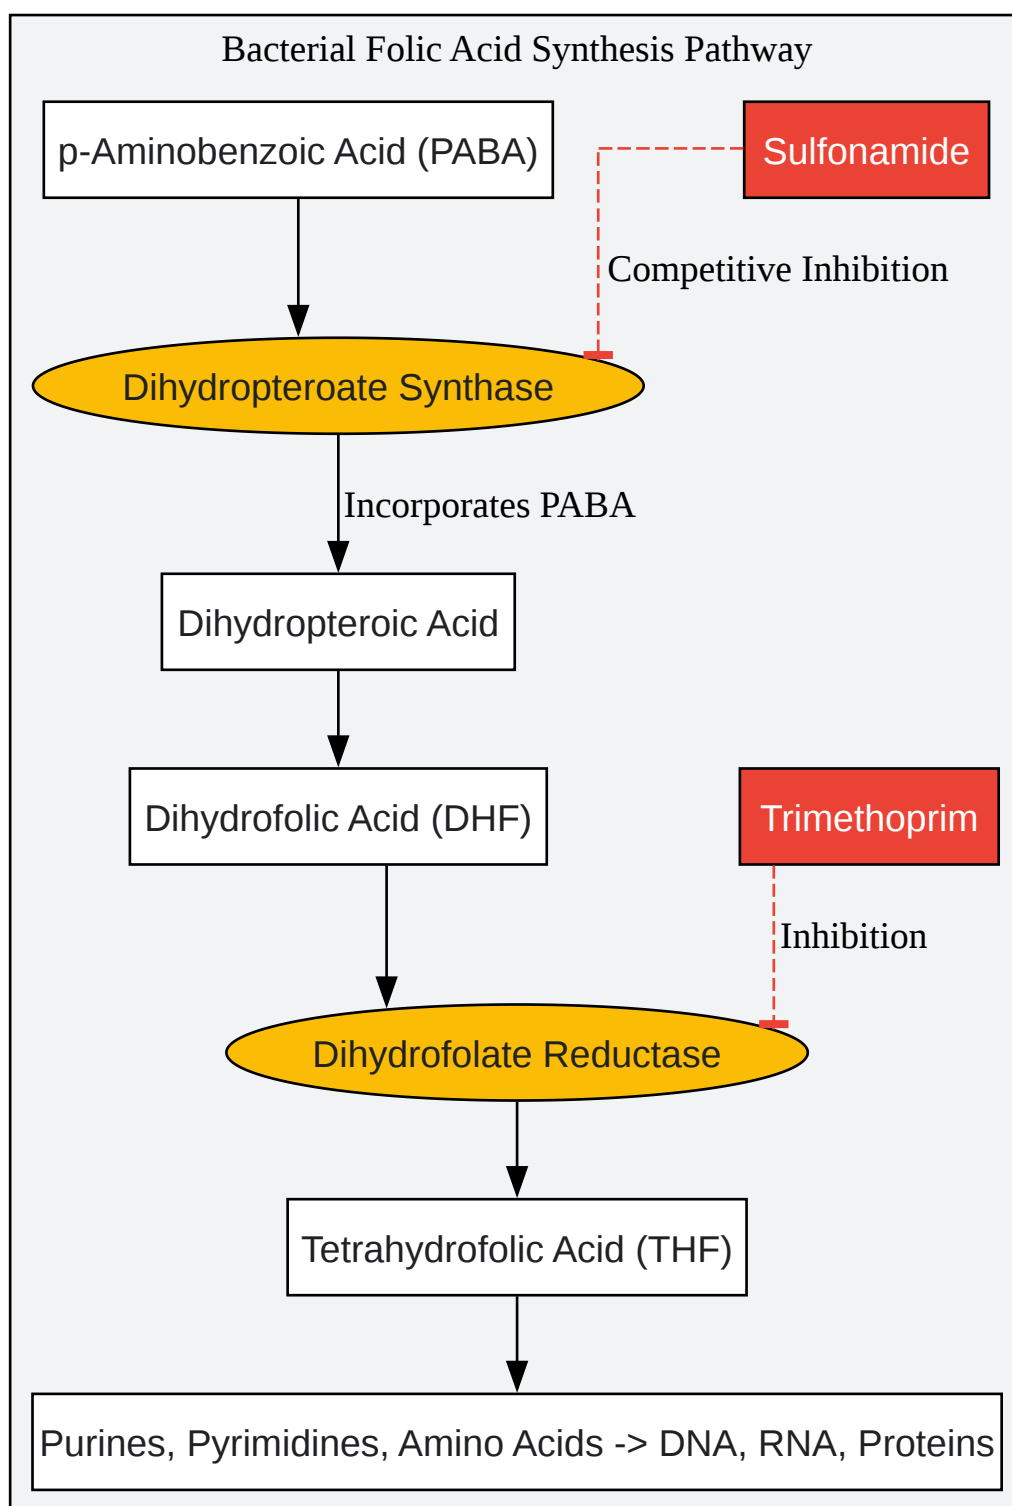 Bacterial Folic Acid Synthesis Pathway
p-Aminobenzoic Acid (PABA)
Sulfonamide
Competitive Inhibition
Dihydropteroate Synthase
Incorporates PABA
Dihydropteroic Acid
Dihydrofolic Acid (DHF)
Trimethoprim
Inhibition
Dihydrofolate Reductase
Tetrahydrofolic Acid (THF)
Purines, Pyrimidines, Amino Acids -> DNA, RNA, Proteins